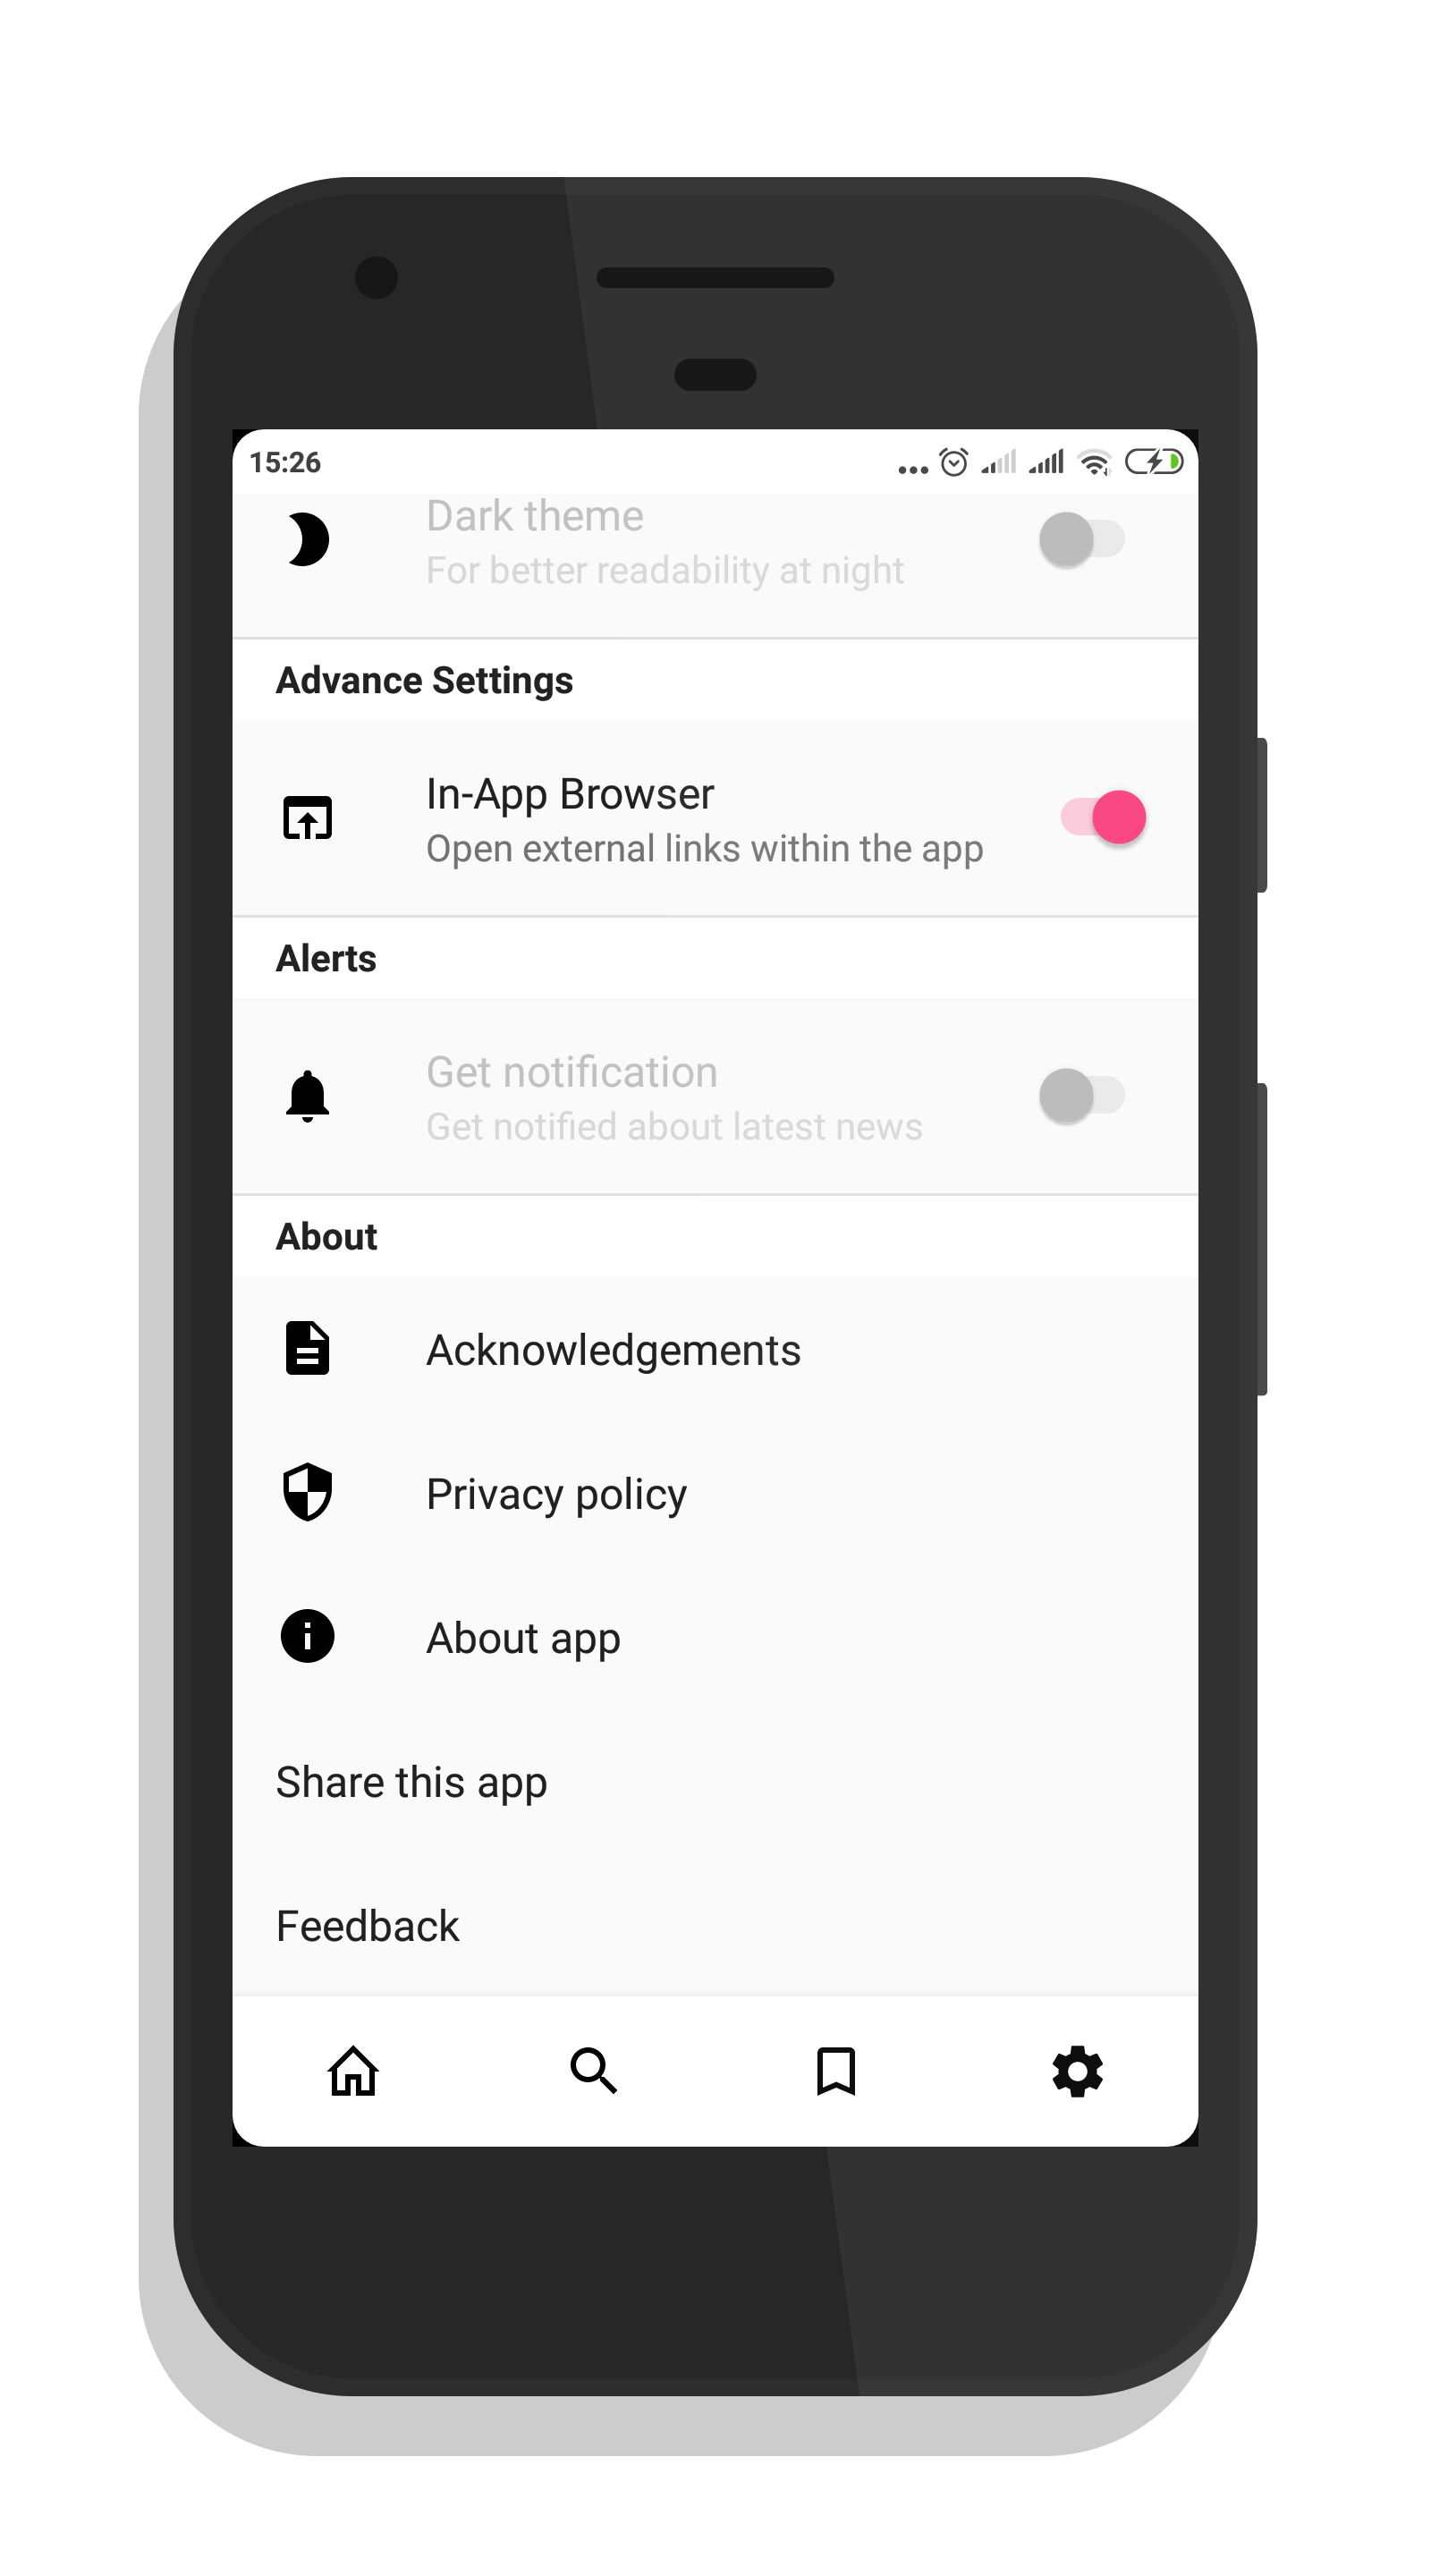 15:26
Dark theme
For better readability at night
Advance Settings
In-App Browser
Open external links within the app
Alerts
Get notification
Get notified about latest news
About
Acknowledgements
Privacy policy
About app
Share this app
Feedback